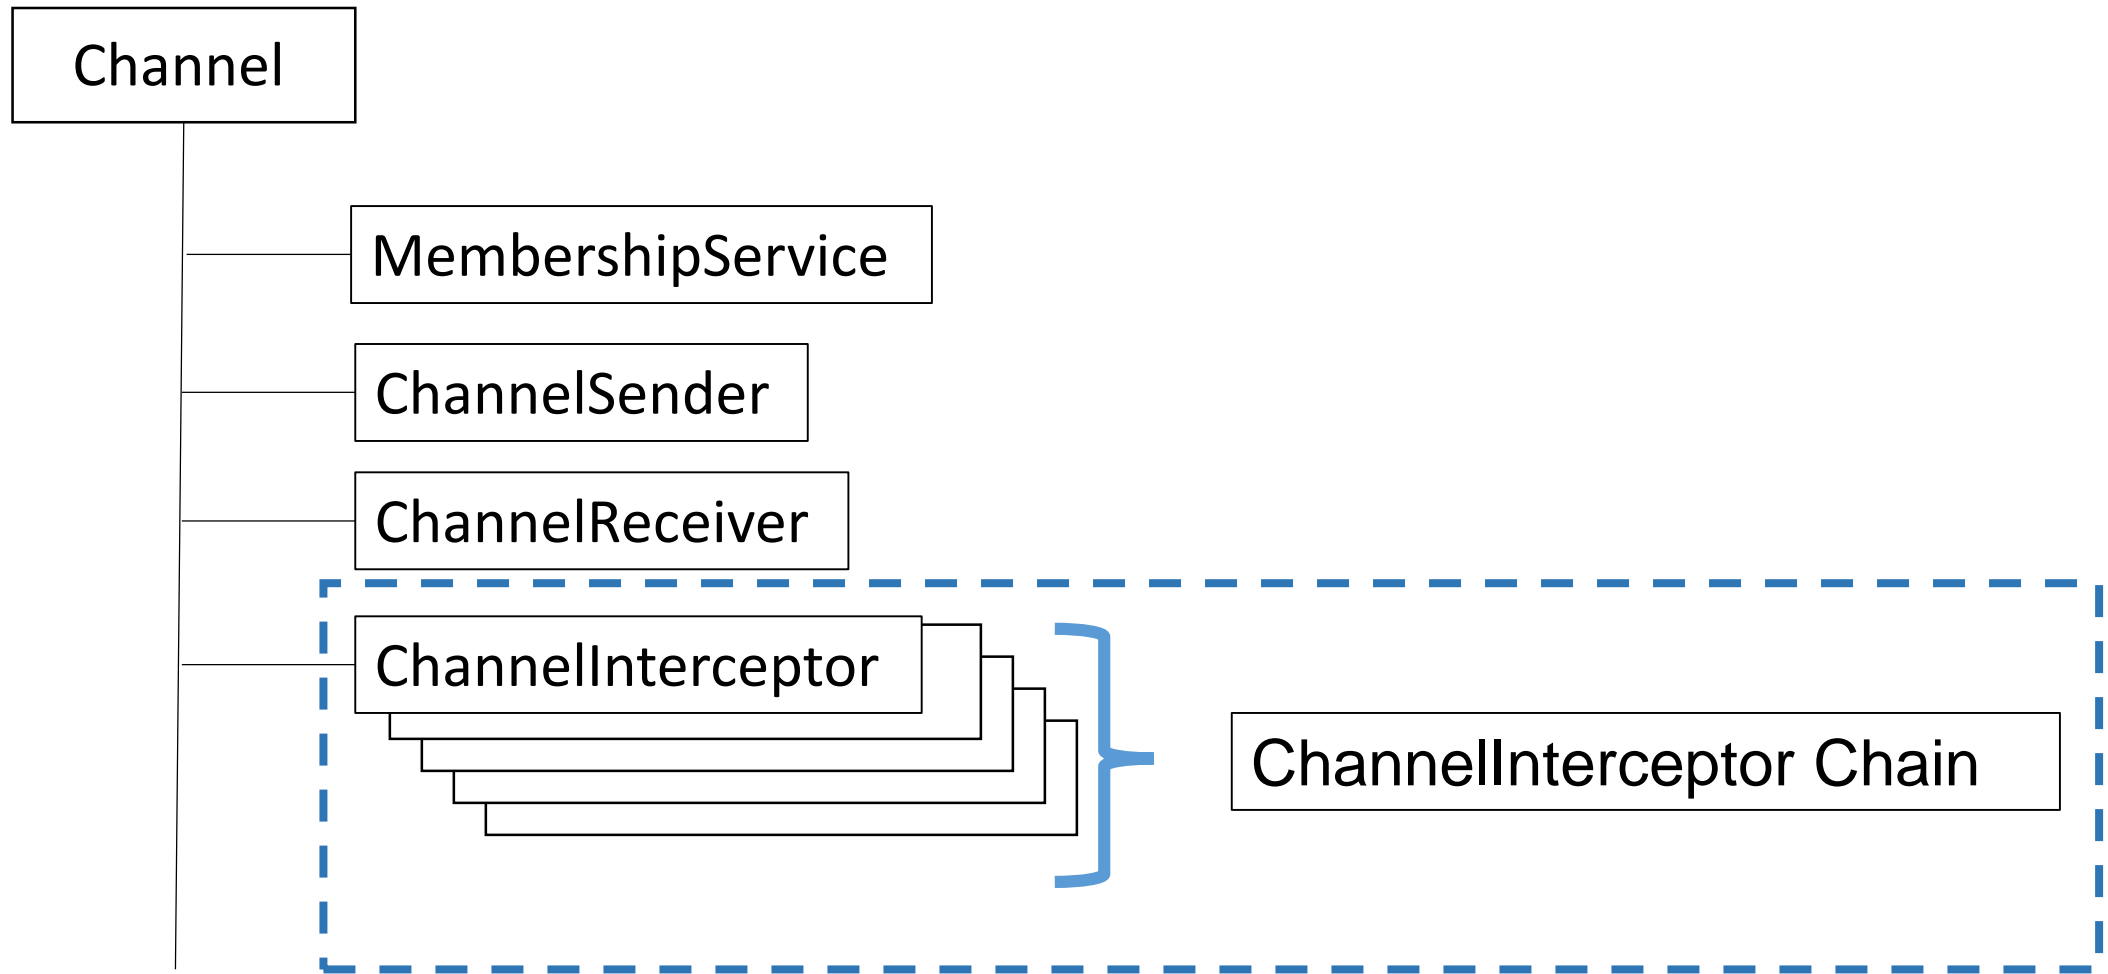 Channel
MembershipService
ChannelSender
ChannelReceiver
ChannelInterceptor
ChannelInterceptor Chain